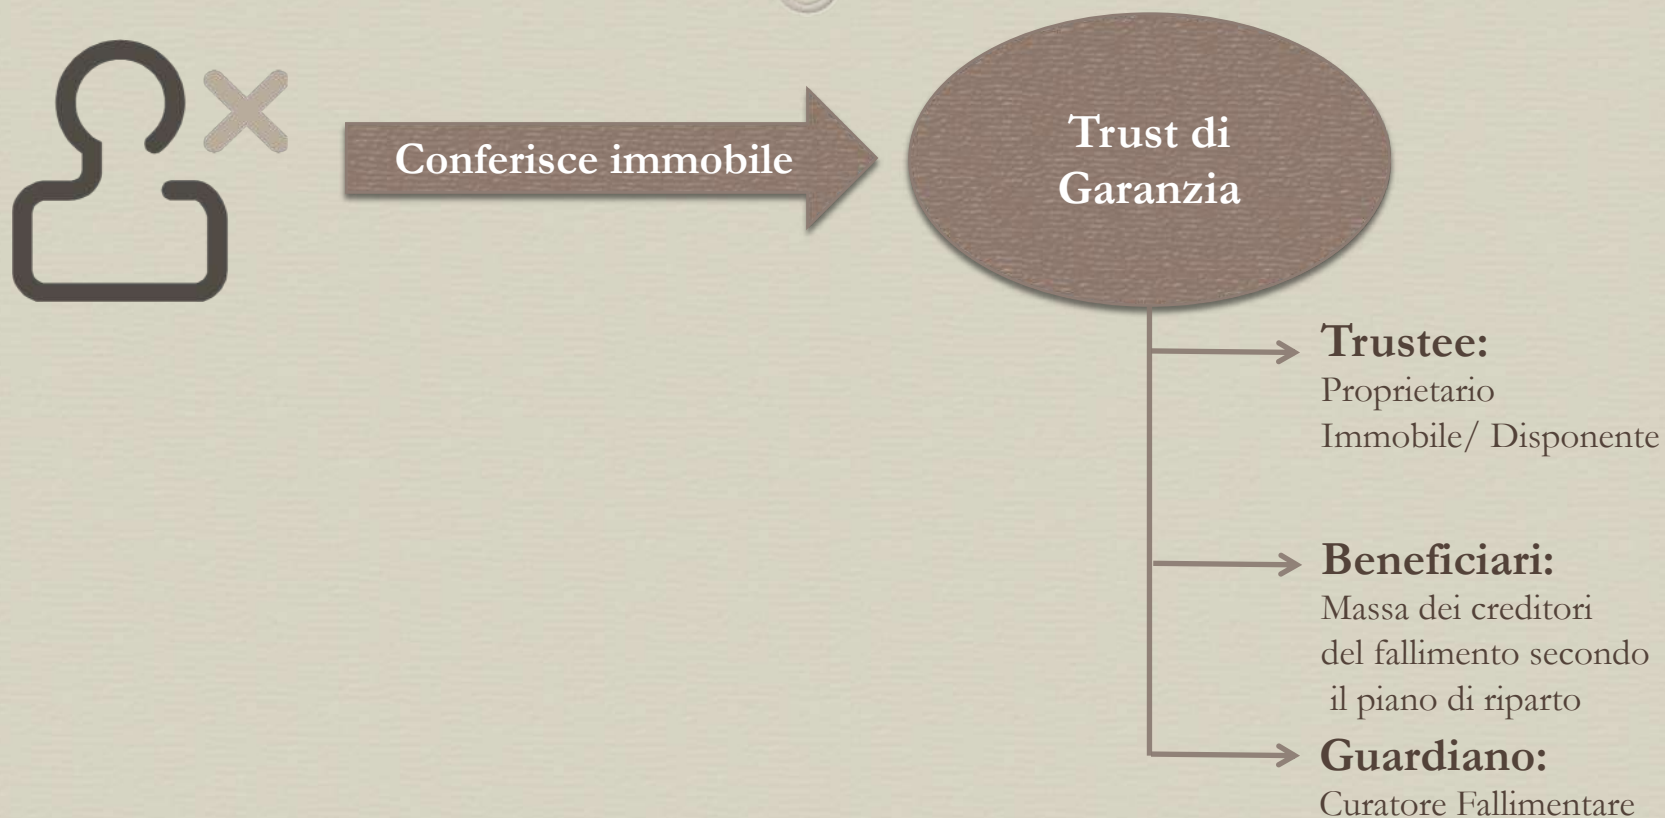 Conferisce immobile
Trust di
Garanzia
Trustee:
Proprietario
Immobile/ Disponente
Beneficiari:
Massa dei creditori
del fallimento secondo
il piano di riparto
Guardiano:
Curatore Fallimentare